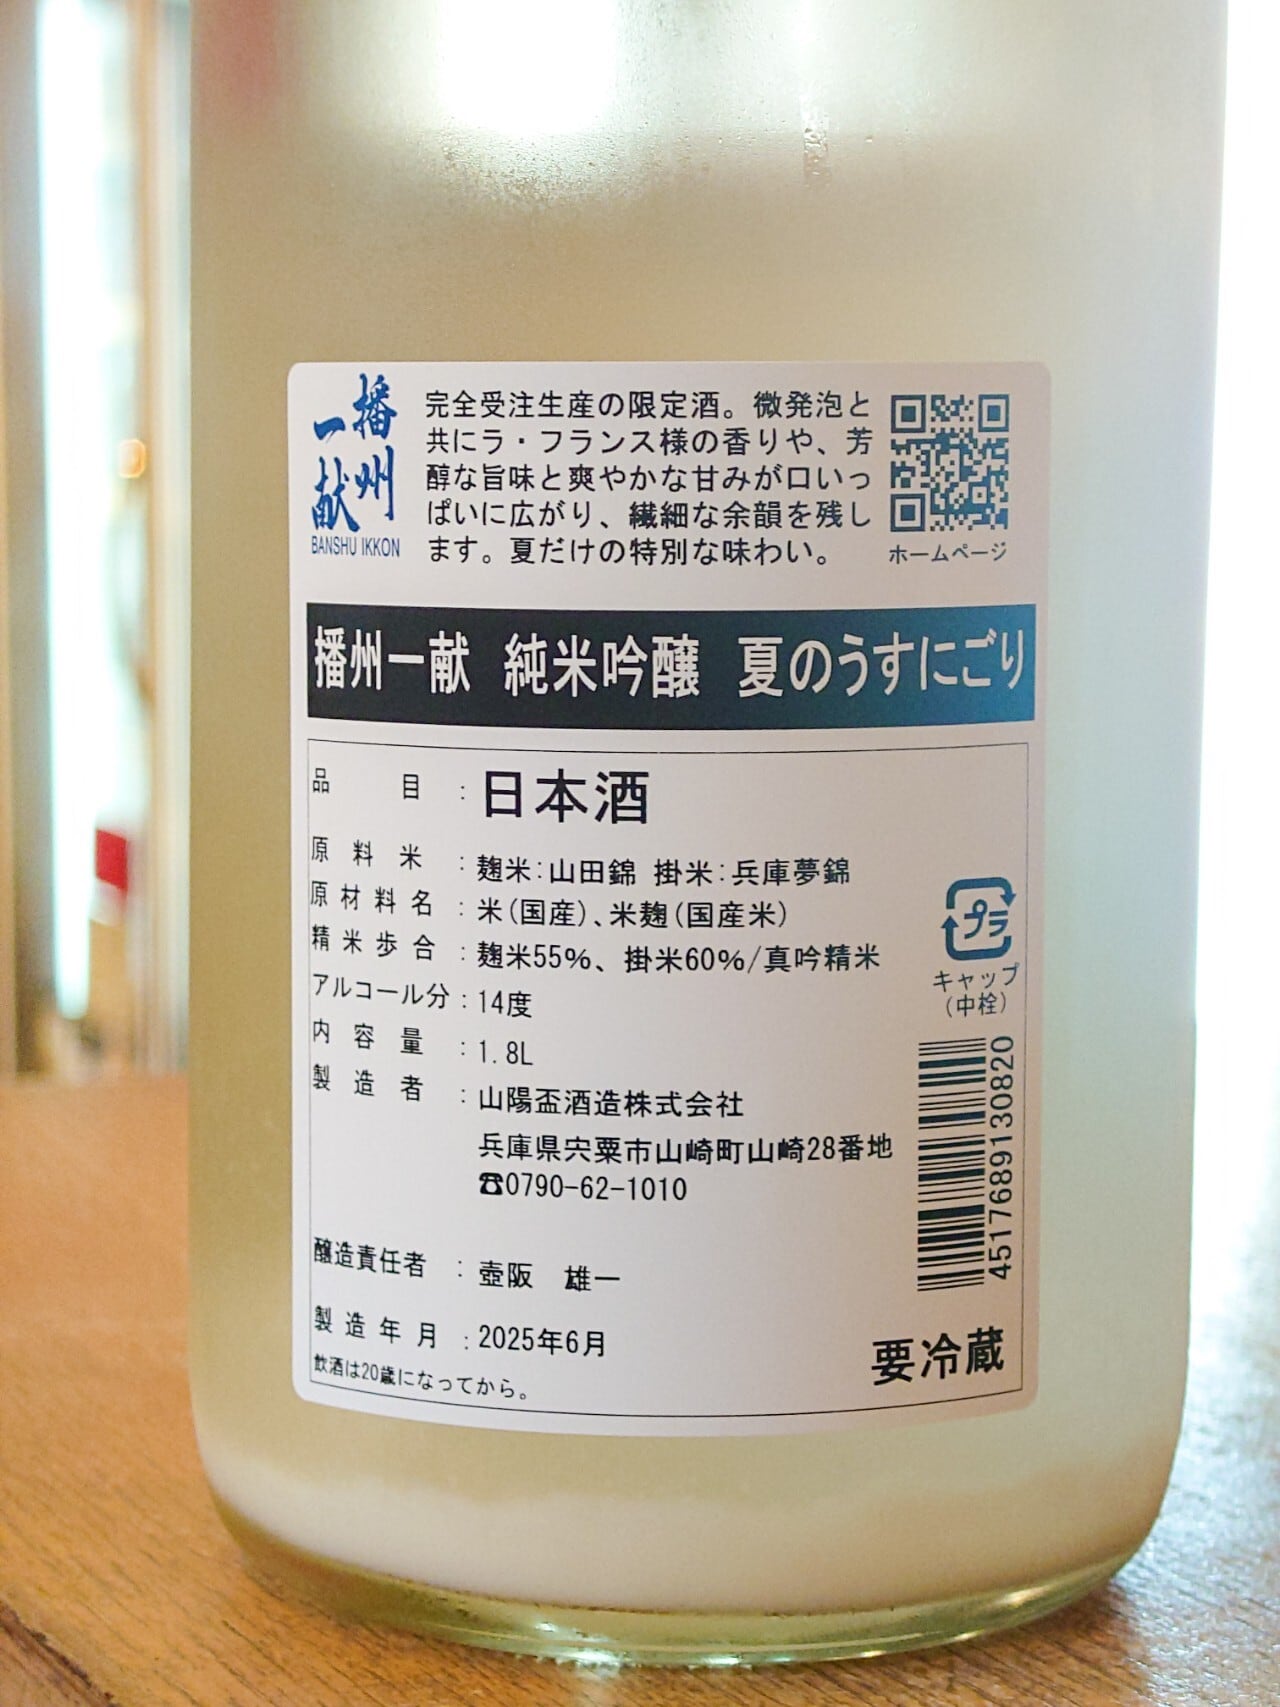 播州
一献
BANSHU IKKON
完全受注生産の限定酒。微発泡と
共にラ・フランス様の香りや、芳
醇な旨味と爽やかな甘みが口いっ
ぱいに広がり、繊細な余韻を残し
ます。夏だけの特別な味わい。
ホームページ
播州一献 純米吟醸 夏のうすにごり
品目:日本酒
原料米:麹米:山田錦 掛米:兵庫夢錦
原材料名:米(国産)、米麹(国産米)
精米歩合:麹米55%、掛米60%/真吟精米
アルコール分:14度
内容量:1.8L
製造者:山陽盃酒造株式会社
兵庫県宍粟市山崎町山崎28番地
☎0790-62-1010
醸造責任者:壺阪 雄一
製造年月:2025年6月
飲酒は20歳になってから。
プラ
キャップ
(中栓)
4517689130820
要冷蔵